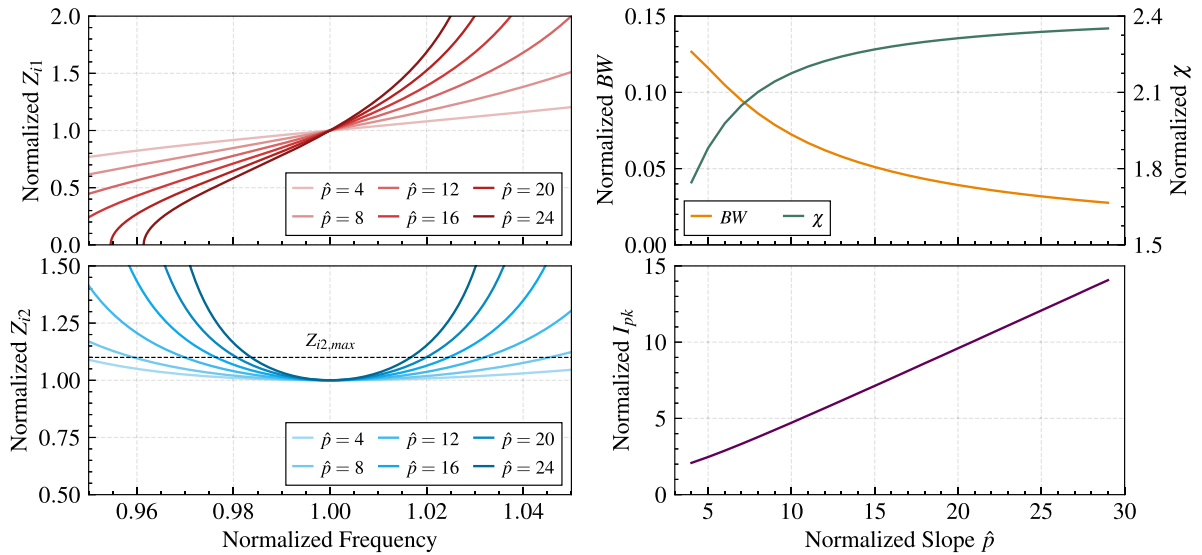 Normalized Z_{i1}
2.0
1.5
1.0
0.5
0.0
p̂ = 4 p̂ = 12 p̂ = 20
p̂ = 8 p̂ = 16 p̂ = 24
Normalized BW
0.15
0.10
0.05
0.00
BW χ
2.4
2.1
1.8
1.5
Normalized χ
Normalized Z_{i2}
1.50
1.25
1.00
0.75
0.50
Z_{i2,max}
p̂ = 4 p̂ = 12 p̂ = 20
p̂ = 8 p̂ = 16 p̂ = 24
0.96 0.98 1.00 1.02 1.04
Normalized Frequency
Normalized I_{pk}
15
10
5
0
5 10 15 20 25 30
Normalized Slope p̂